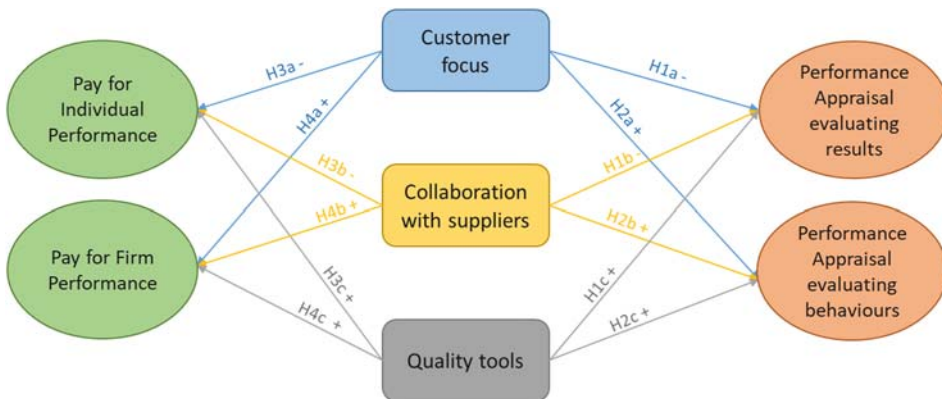 Customer
focus
Pay for
Individual
Performance
H3a -
H4a +
H1a -
H2a +
Performance
Appraisal
evaluating
results
H3b -
H4b +
Collaboration
with suppliers
H1b -
H2b +
Pay for Firm
Performance
H3c +
H4c +
Quality tools
H1c +
H2c +
Performance
Appraisal
evaluating
behaviours